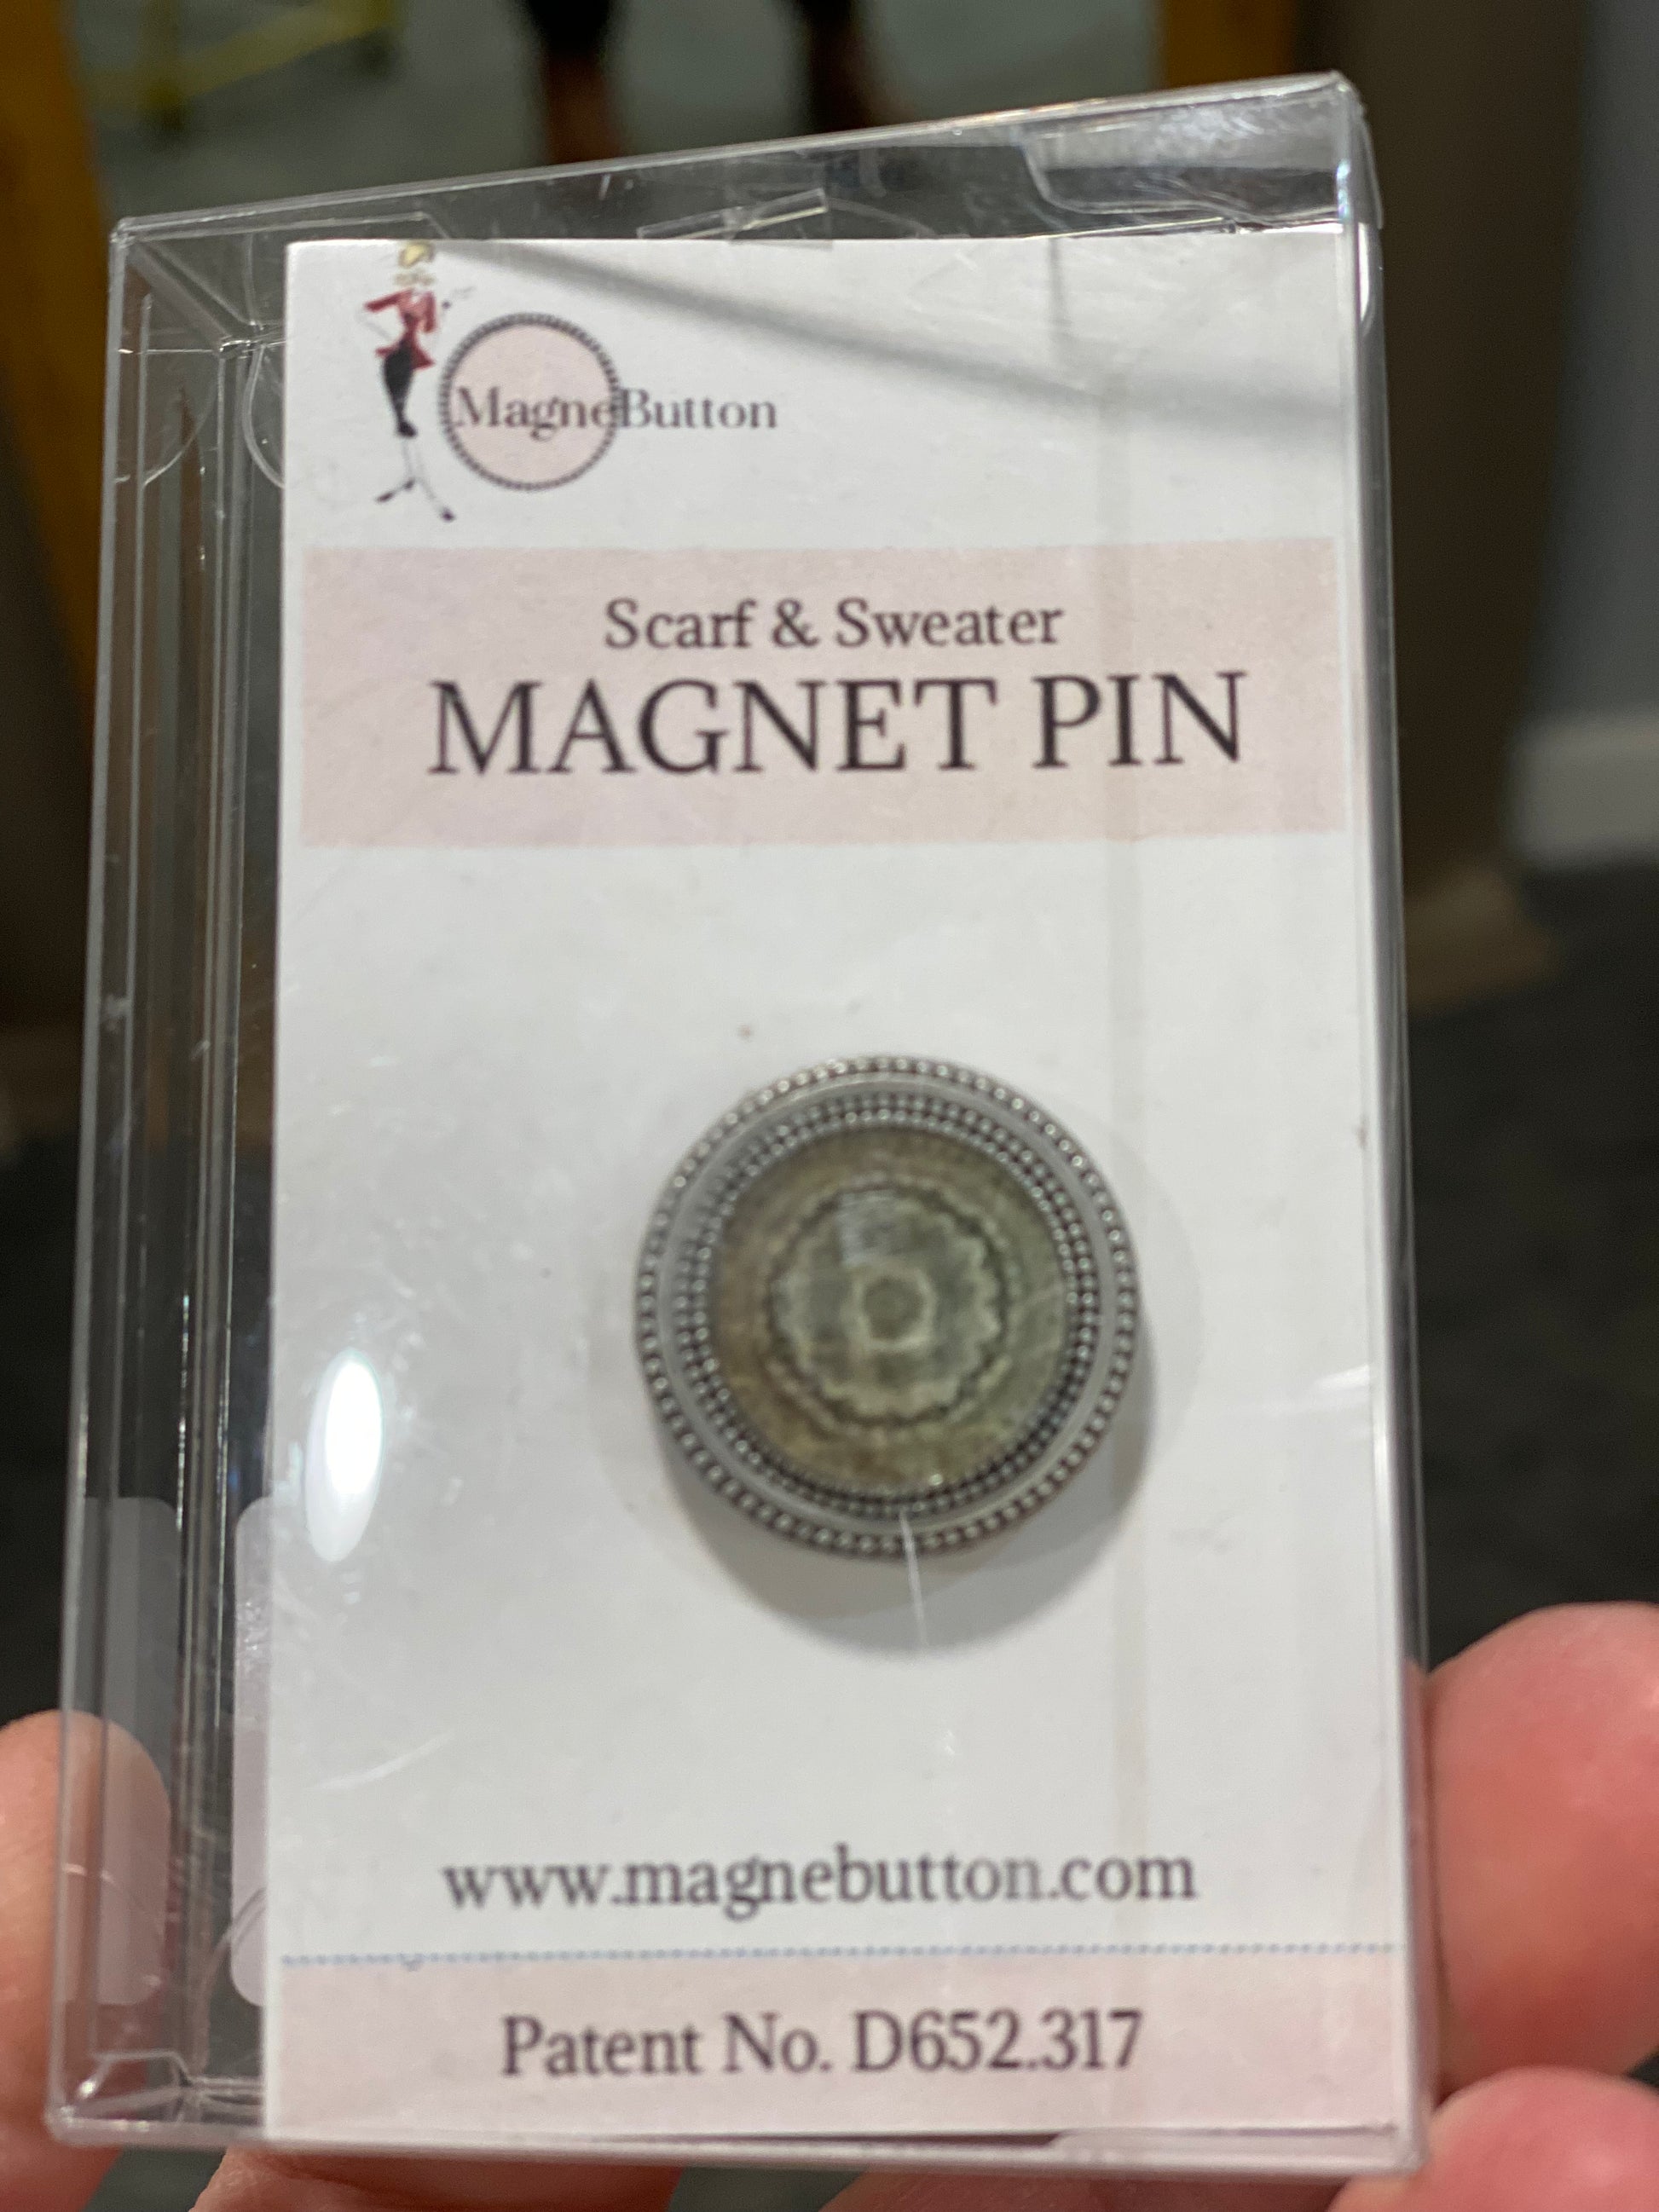 MagneButton
Scarf & Sweater
MAGNET PIN
www.magnebutton.com
Patent No. D652.317